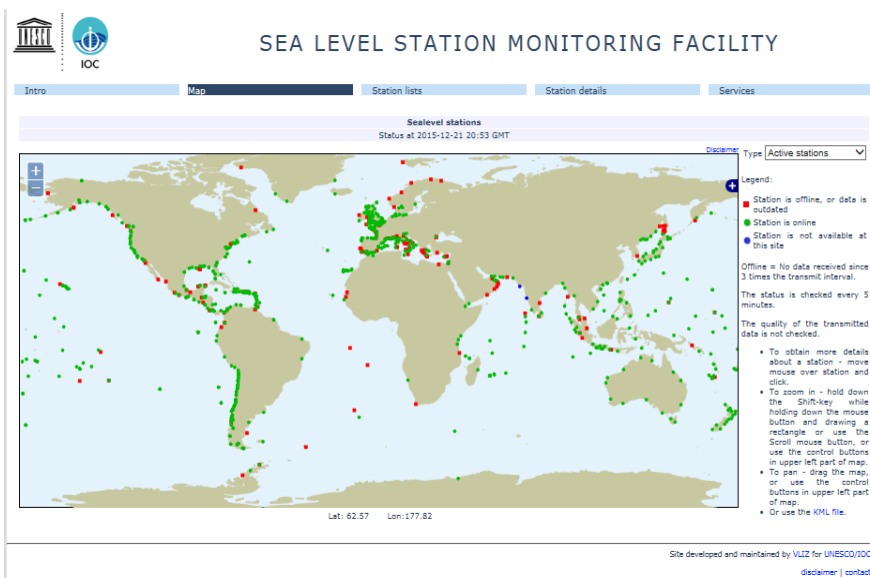 UNESCO
IOC
SEA LEVEL STATION MONITORING FACILITY
Intro
Map
Station lists
Station details
Services
Sealevel stations
Status at 2015-12-21 20:53 GMT
Disclaimer
Type Active stations
+
−
+
Legend:
Station is offline, or data is
outdated
Station is online
Station is not available at
this site
Offline = No data received since
3 times the transmit interval.
The status is checked every 5
minutes.
The quality of the transmitted
data is not checked.
• To obtain more details
about a station - move
mouse over station and
click.
• To zoom in - hold down
the Shift-key while
holding down the mouse
button and drawing a
rectangle or use the
Scroll mouse button, or
use the control buttons
in upper left part of map.
• To pan - drag the map,
or use the control
buttons in upper left part
of map.
• Or use the KML file.
Lat: 62.57 Lon:177.82
Site developed and maintained by VLIZ for UNESCO/IOC
disclaimer | contact